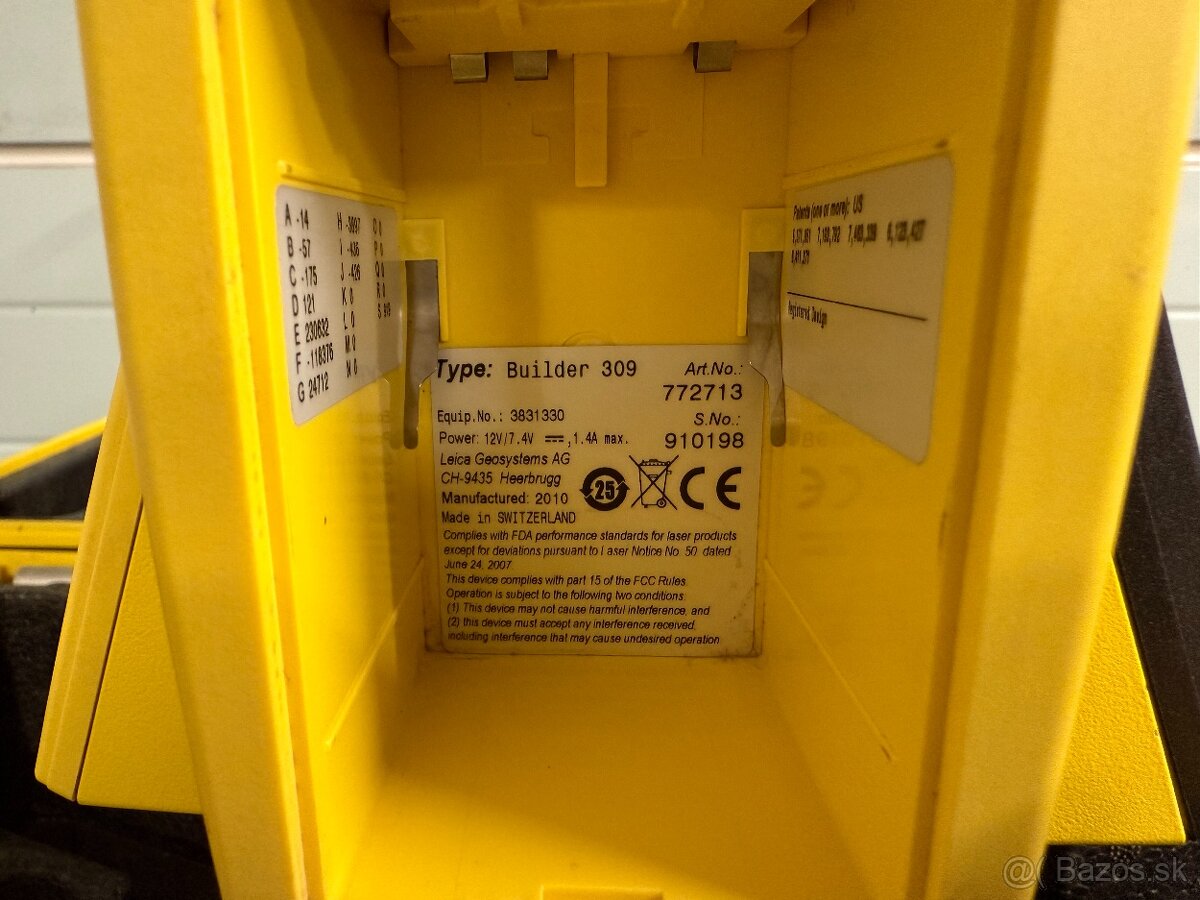 A -14
B -57
C -175
D 121
E 230632
F -118376
G 24712
H -3997
I -436
J -426
K 0
L 0
M 0
N 0
O 0
P 0
Q 0
R 0
S
Patents (one or more): US
Registered Design
Type: Builder 309 Art.No.:
772713
Equip.No.: 3831330 S.No.:
Power: 12V/7.4V ⎓, 1.4A max. 910198
Leica Geosystems AG
CH-9435 Heerbrugg
Manufactured: 2010 25 CE
Made in SWITZERLAND
Complies with FDA performance standards for laser products
except for deviations pursuant to Laser Notice No. 50, dated
June 24, 2007
This device complies with part 15 of the FCC Rules
Operation is subject to the following two conditions:
(1) This device may not cause harmful interference, and
(2) this device must accept any interference received,
including interference that may cause undesired operation
@( Bazos.sk